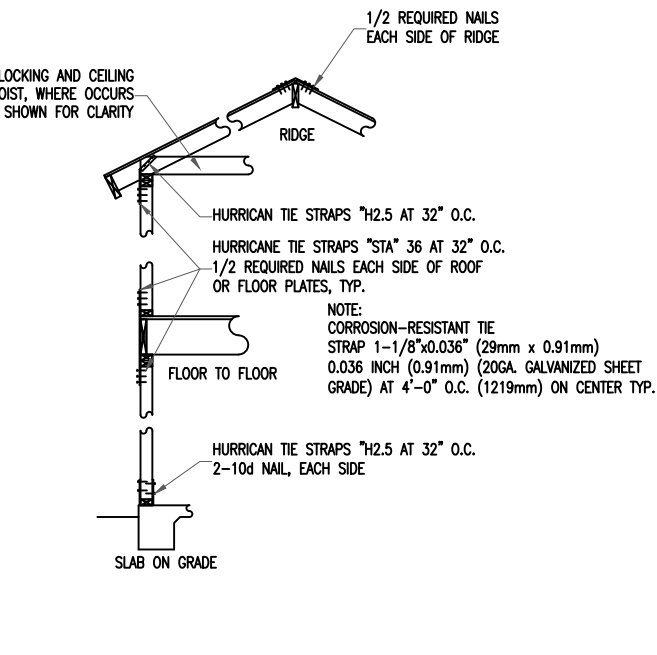 1/2 REQUIRED NAILS
EACH SIDE OF RIDGE
LOCKING AND CEILING
OIST, WHERE OCCURS
SHOWN FOR CLARITY
RIDGE
HURRICAN TIE STRAPS "H2.5 AT 32" O.C.
HURRICANE TIE STRAPS "STA" 36 AT 32" O.C.
1/2 REQUIRED NAILS EACH SIDE OF ROOF
OR FLOOR PLATES, TYP.
NOTE:
CORROSION-RESISTANT TIE
STRAP 1-1/8"x0.036" (29mm x 0.91mm)
0.036 INCH (0.91mm) (20GA. GALVANIZED SHEET
GRADE) AT 4'-0" O.C. (1219mm) ON CENTER TYP.
FLOOR TO FLOOR
HURRICAN TIE STRAPS "H2.5 AT 32" O.C.
2-10d NAIL, EACH SIDE
SLAB ON GRADE